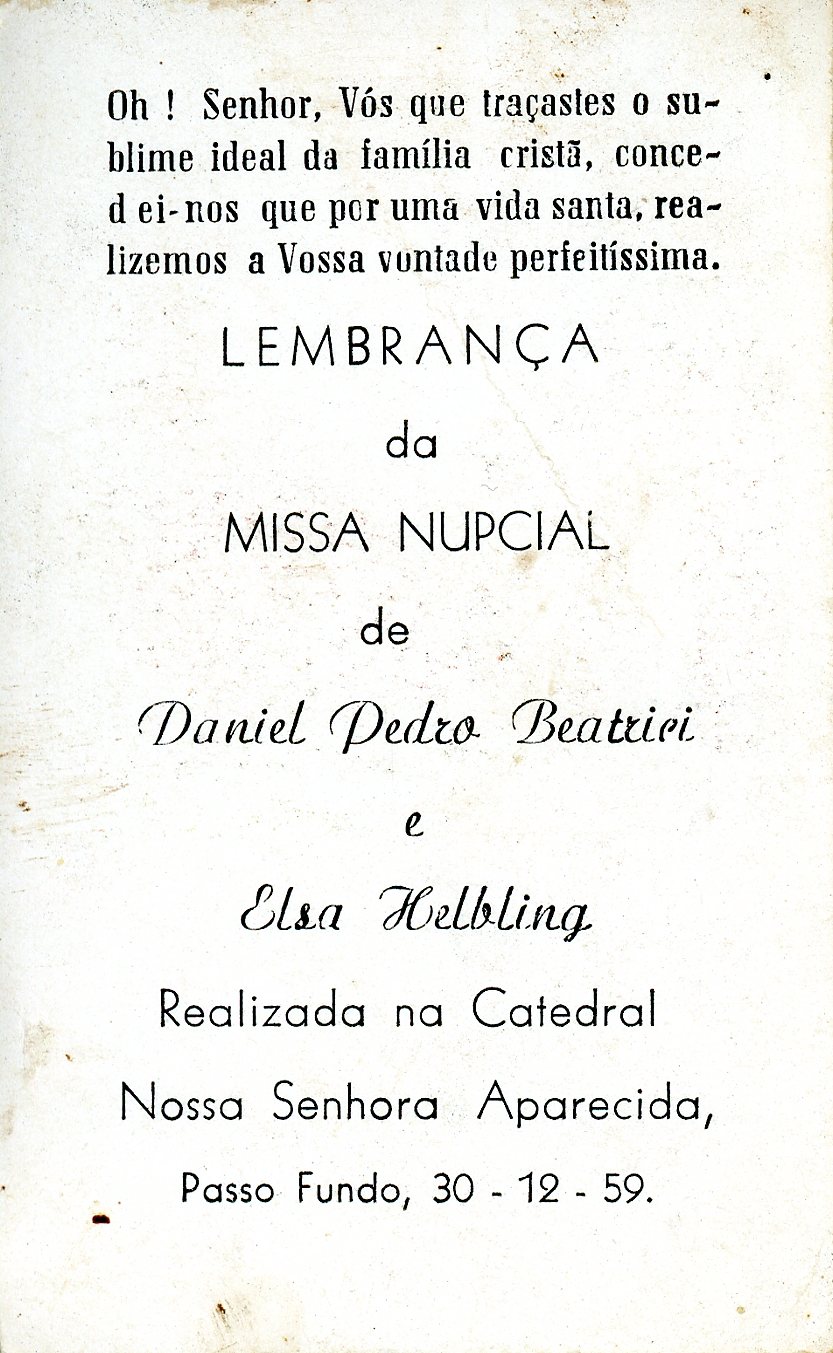 Oh ! Senhor, Vós que traçastes o su-
blime ideal da família cristã, conce-
d ei-nos que por uma vida santa, rea-
lizemos a Vossa vontade perfeitíssima.
LEMBRANÇA
da
MISSA NUPCIAL
de
Daniel Pedro Beatrici
e
Elsa Helbling
Realizada na Catedral
Nossa Senhora Aparecida,
Passo Fundo, 30 - 12 - 59.